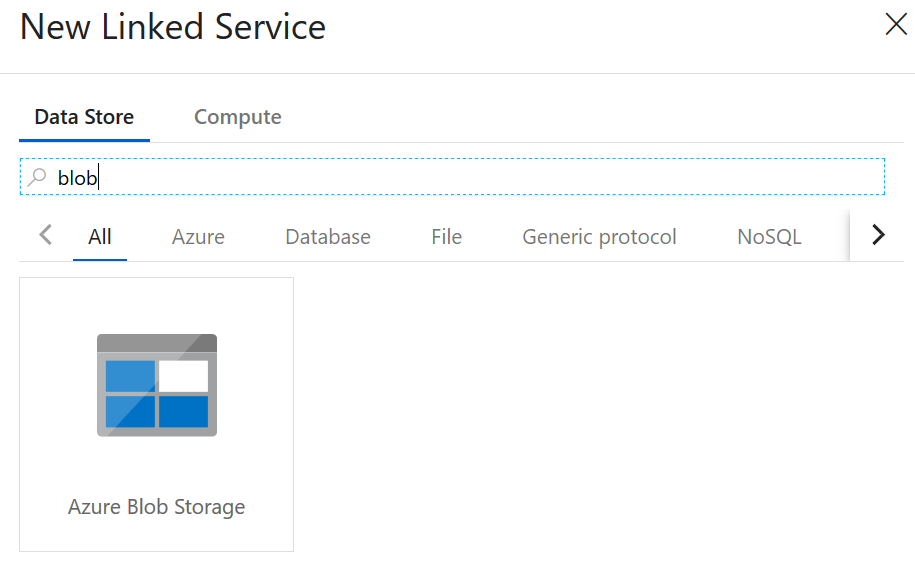 New Linked Service
Data Store Compute
blob
All Azure Database File Generic protocol NoSQL
Azure Blob Storage